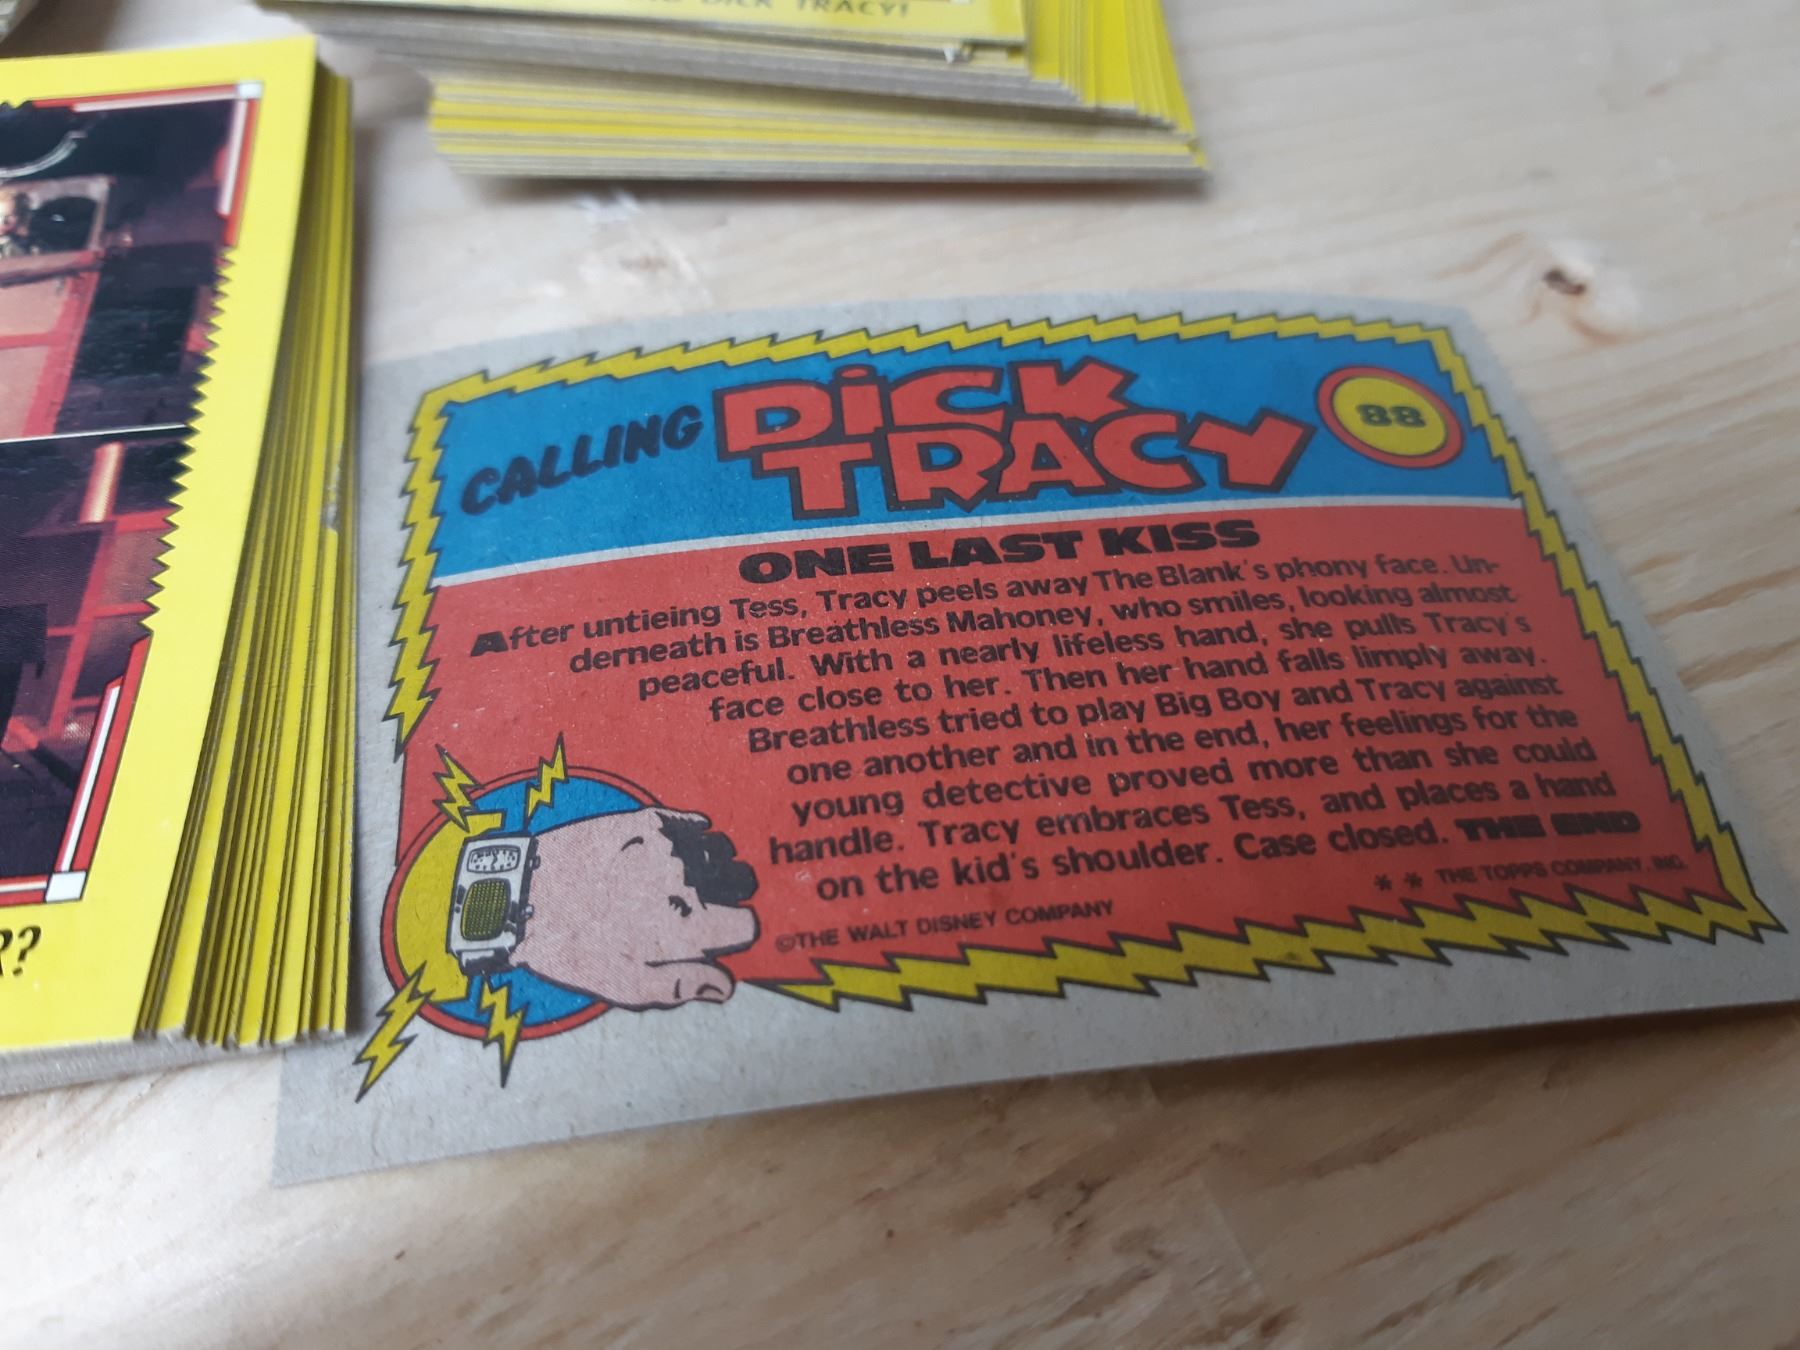 DICK TRACY!
R?
CALLING
DiCK
TRACY
88
ONE LAST KISS
After untieing Tess, Tracy peels away The Blank's phony face. Un-
derneath is Breathless Mahoney, who smiles, looking almost
peaceful. With a nearly lifeless hand, she pulls Tracy's
face close to her. Then her hand falls limply away.
Breathless tried to play Big Boy and Tracy against
one another and in the end, her feelings for the
young detective proved more than she could
handle. Tracy embraces Tess, and places a hand
on the kid's shoulder. Case closed. THE END
* * THE TOPPS COMPANY, INC.
©THE WALT DISNEY COMPANY